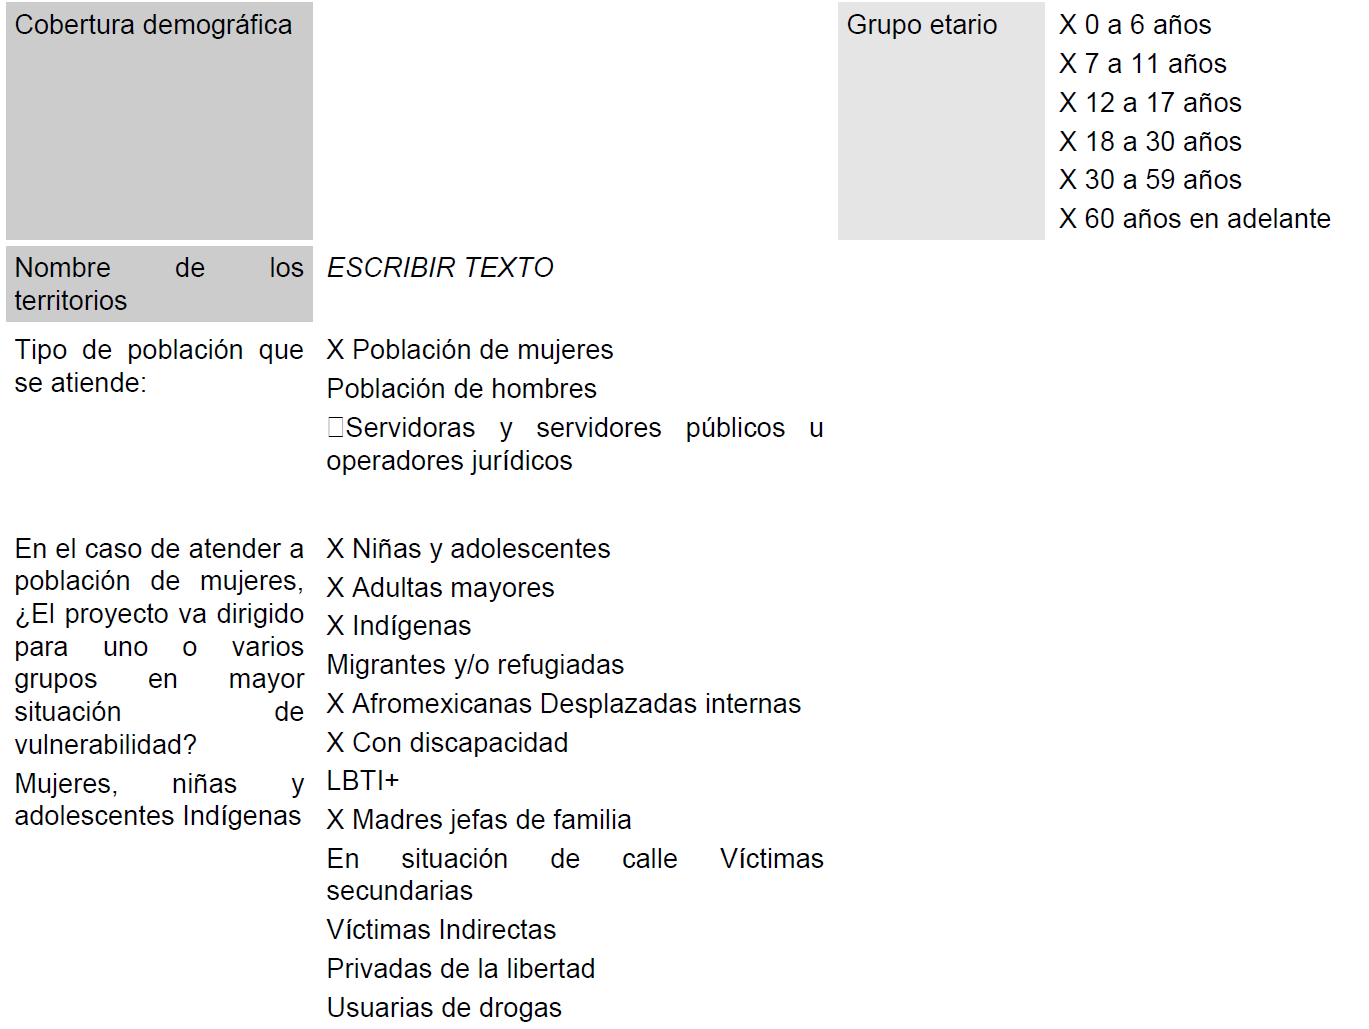 Cobertura demográfica
Grupo etario
X 0 a 6 años
X 7 a 11 años
X 12 a 17 años
X 18 a 30 años
X 30 a 59 años
X 60 años en adelante
Nombre de los
territorios
ESCRIBIR TEXTO
Tipo de población que
se atiende:
X Población de mujeres
Población de hombres
□Servidoras y servidores públicos u
operadores jurídicos
En el caso de atender a
población de mujeres,
¿El proyecto va dirigido
para uno o varios
grupos en mayor
situación de
vulnerabilidad?
Mujeres, niñas y
adolescentes Indígenas
X Niñas y adolescentes
X Adultas mayores
X Indígenas
Migrantes y/o refugiadas
X Afromexicanas Desplazadas internas
X Con discapacidad
LBTI+
X Madres jefas de familia
En situación de calle Víctimas
secundarias
Víctimas Indirectas
Privadas de la libertad
Usuarias de drogas